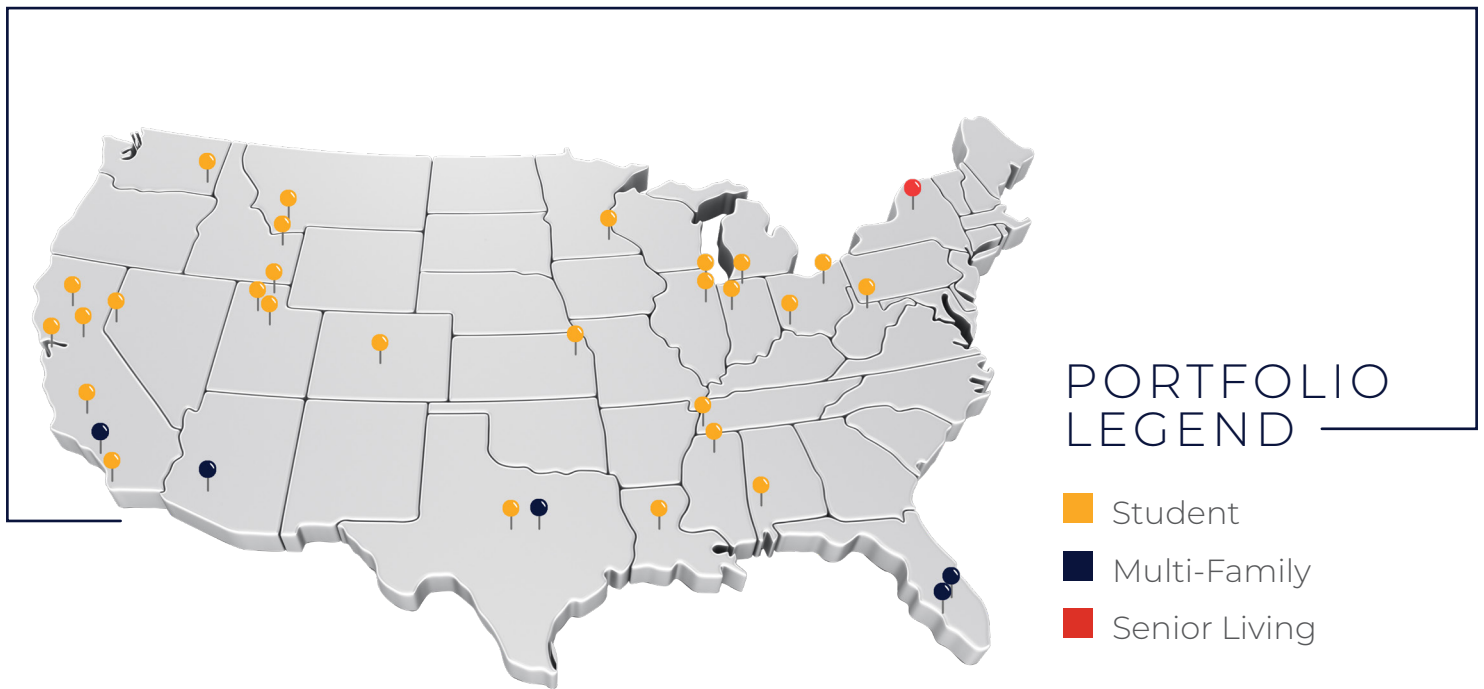 PORTFOLIO
LEGEND
Student
Multi-Family
Senior Living